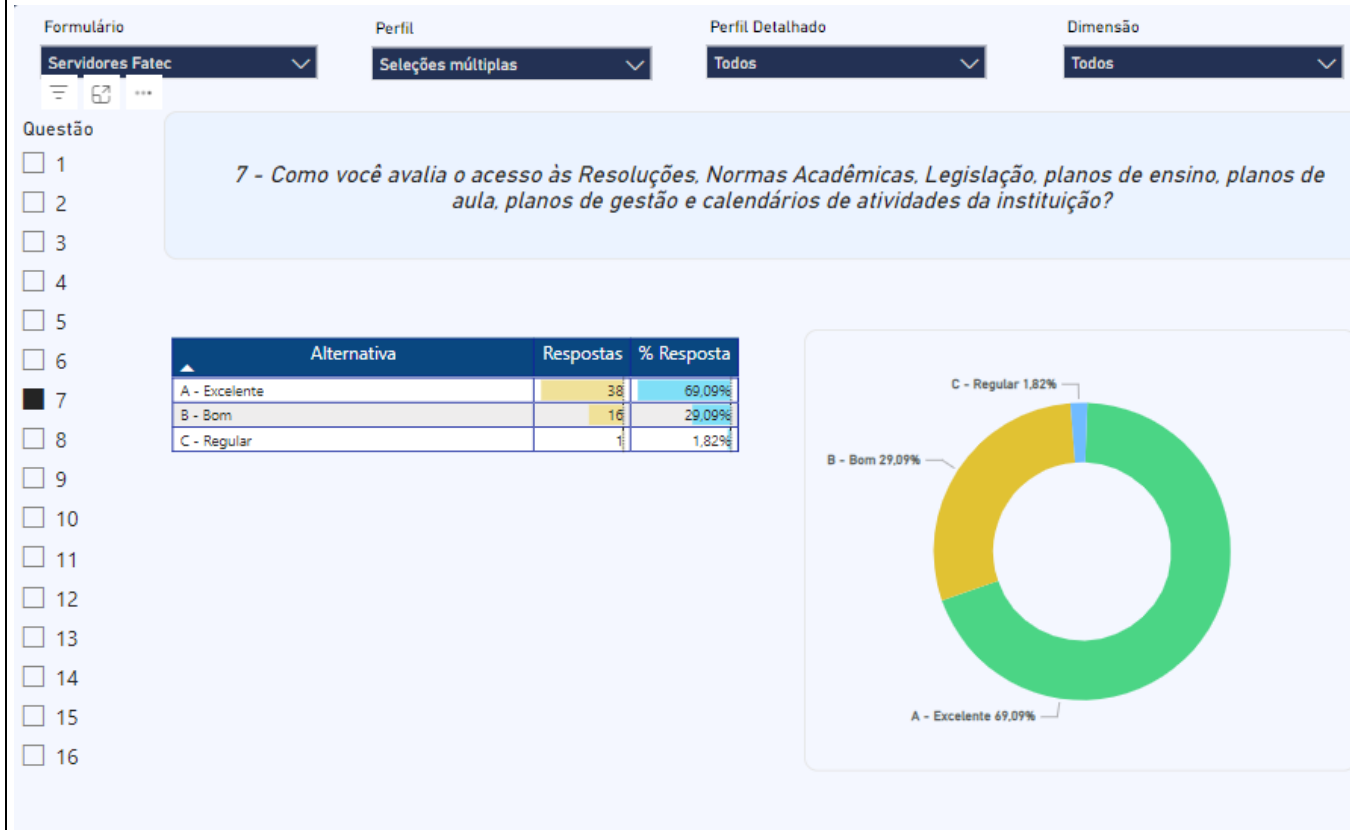 Formulário
Perfil
Perfil Detalhado
Dimensão
Servidores Fatec
Seleções múltiplas
Todos
Todos
Questão
1
2
3
4
5
6
7
8
9
10
11
12
13
14
15
16
7 - Como você avalia o acesso às Resoluções, Normas Acadêmicas, Legislação, planos de ensino, planos de
aula, planos de gestão e calendários de atividades da instituição?
Alternativa Respostas % Resposta
A - Excelente 38 69,09%
B - Bom 16 29,09%
C - Regular 1 1,82%
C - Regular 1,82%
B - Bom 29,09%
A - Excelente 69,09%